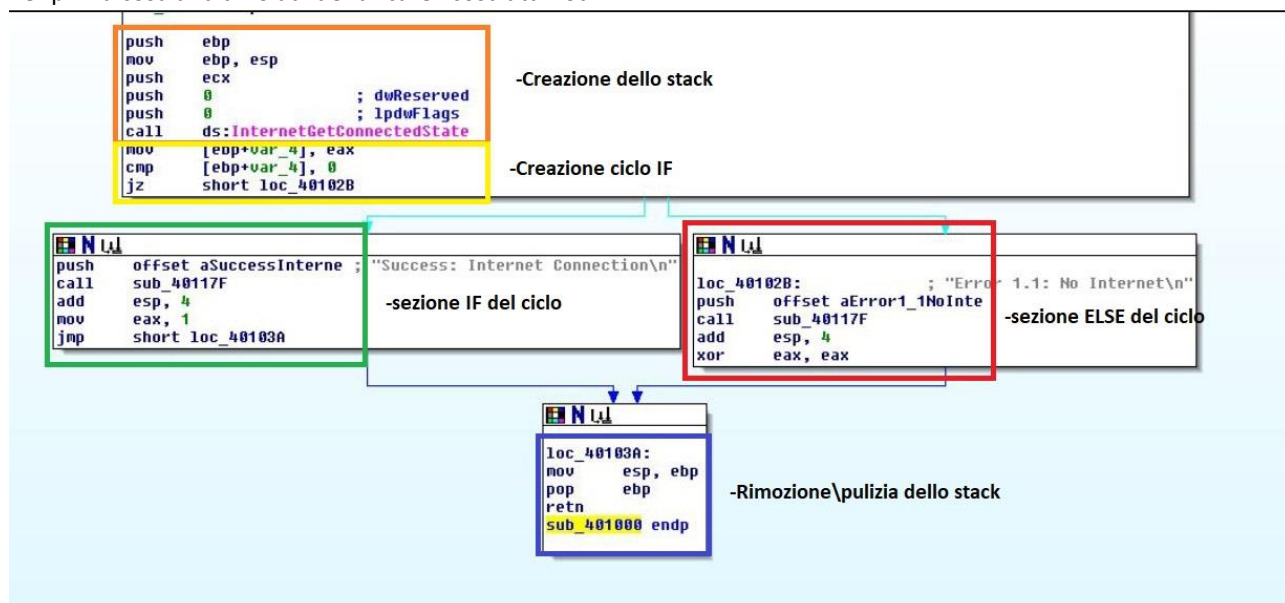 push ebp
mov ebp, esp
push ecx
push 0 ; dwReserved
push 0 ; lpdwFlags
call ds:InternetGetConnectedState
-Creazione dello stack
mov [ebp+var_4], eax
cmp [ebp+var_4], 0
jz short loc_40102B
-Creazione ciclo IF
push offset aSuccessInterne ; "Success: Internet Connection\n"
call sub_40117F
add esp, 4
mov eax, 1
jmp short loc_40103A
-sezione IF del ciclo
loc_40102B: ; "Error 1.1: No Internet\n"
push offset aError1_1NoInte
call sub_40117F
add esp, 4
xor eax, eax
-sezione ELSE del ciclo
loc_40103A:
mov esp, ebp
pop ebp
retn
sub_401000 endp
-Rimozione\pulizia dello stack